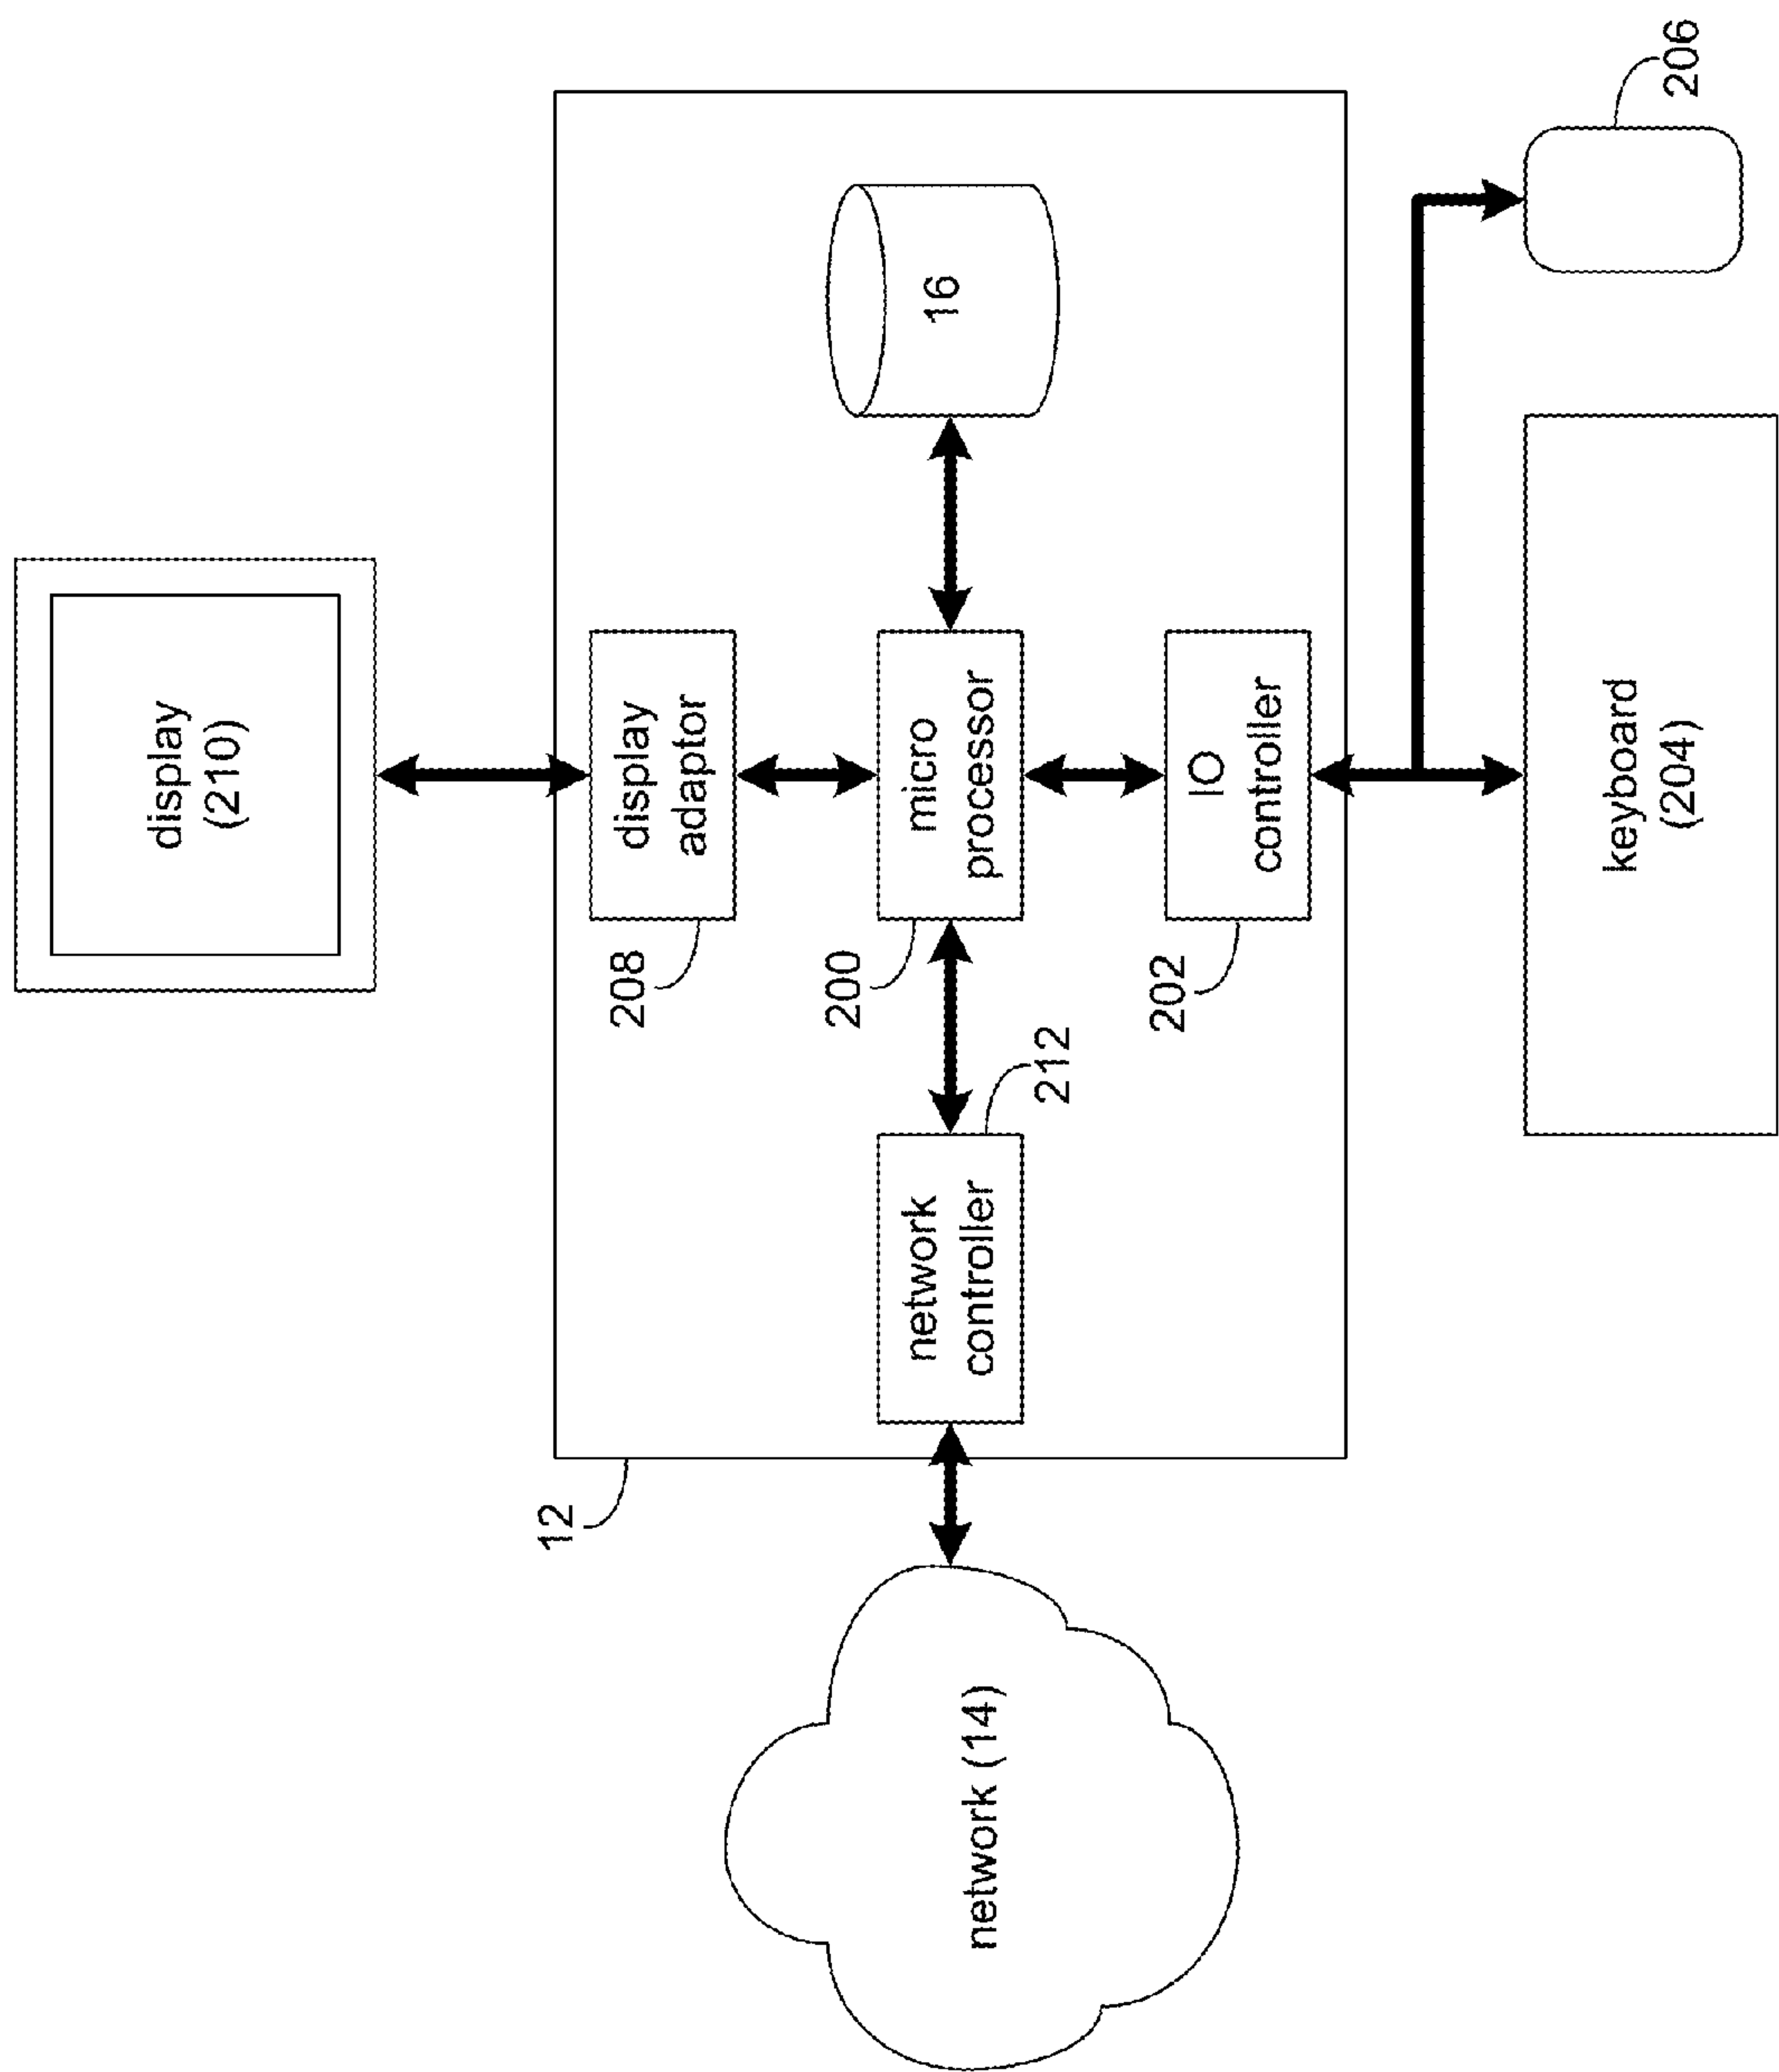 display
(210)
208
display
adaptor
12
network (14)
network
controller
212
200
micro
processor
16
202
IO
controller
keyboard
(204)
206